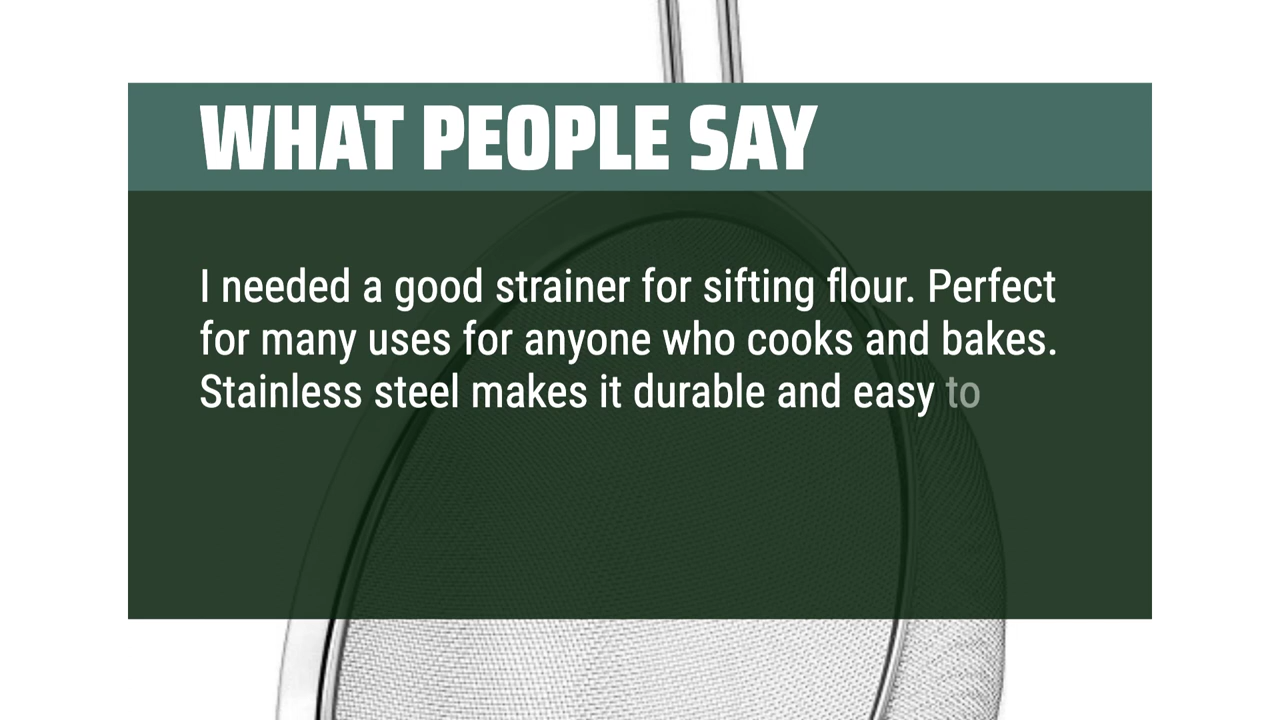 WHAT PEOPLE SAY
I needed a good strainer for sifting flour. Perfect
for many uses for anyone who cooks and bakes.
Stainless steel makes it durable and easy to